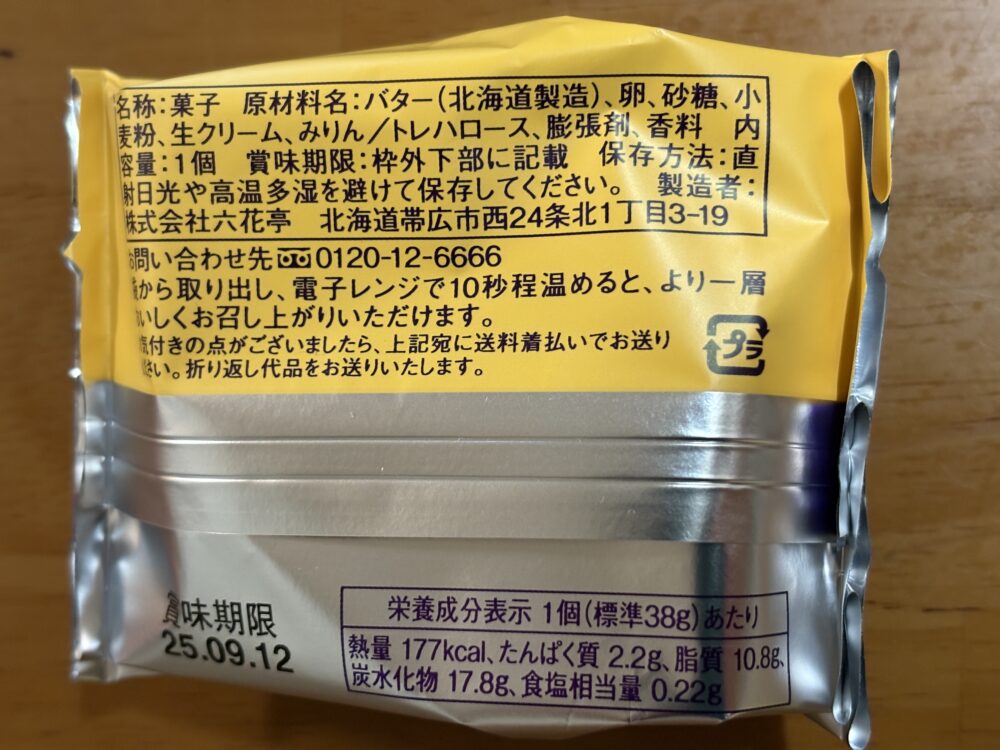 名称:菓子 原材料名:バター(北海道製造)、卵、砂糖、小
麦粉、生クリーム、みりん/トレハロース、膨張剤、香料 内
容量:1個 賞味期限:枠外下部に記載 保存方法:直
射日光や高温多湿を避けて保存してください。 製造者:
株式会社六花亭 北海道帯広市西24条北1丁目3-19
お問い合わせ先 0120-12-6666
から取り出し、電子レンジで10秒程温めると、より一層
おいしくお召し上がりいただけます。
気付きの点がございましたら、上記宛に送料着払いでお送り
ださい。折り返し代品をお送りいたします。
プラ
賞味期限
25.09.12
栄養成分表示 1個(標準38g)あたり
熱量 177kcal、たんぱく質 2.2g、脂質 10.8g、
炭水化物 17.8g、食塩相当量 0.22g